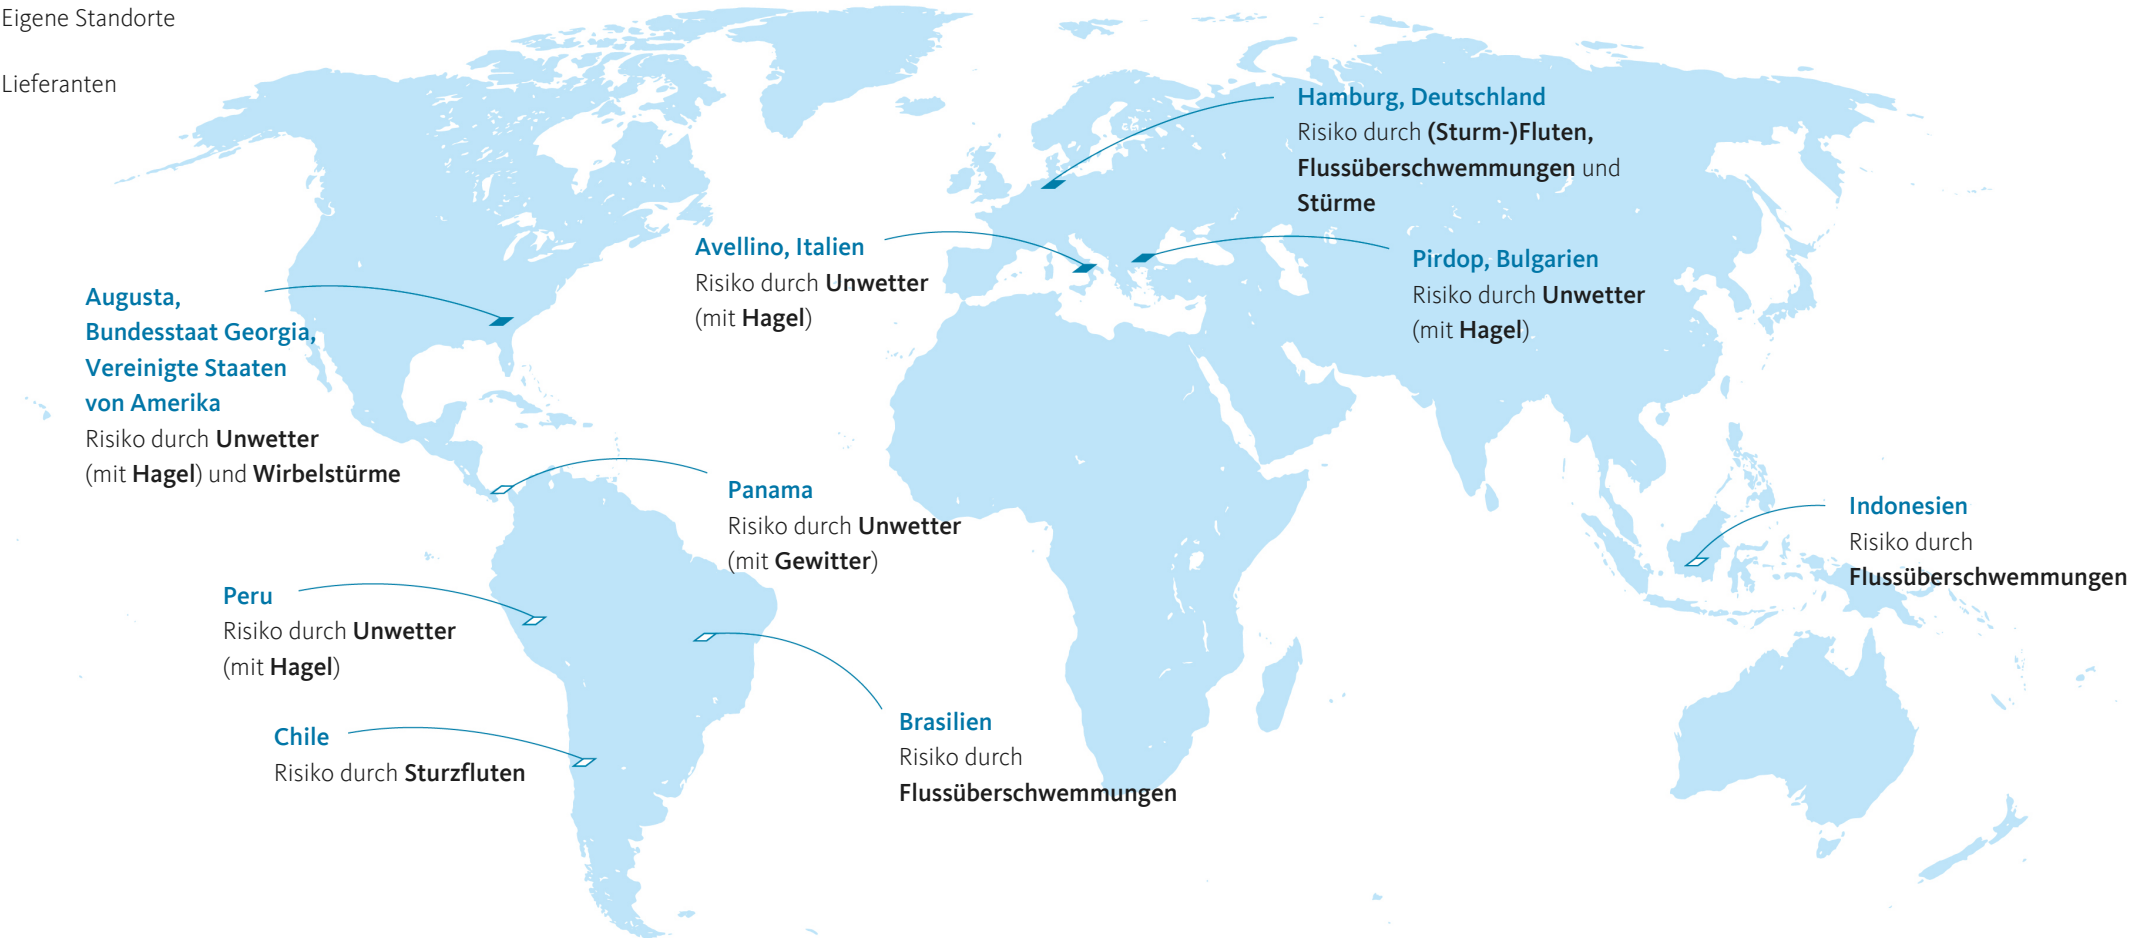 Eigene Standorte
Lieferanten
Hamburg, Deutschland
Risiko durch (Sturm-)Fluten,
Flussüberschwemmungen und
Stürme
Avellino, Italien
Risiko durch Unwetter
(mit Hagel)
Pirdop, Bulgarien
Risiko durch Unwetter
(mit Hagel)
Augusta,
Bundesstaat Georgia,
Vereinigte Staaten
von Amerika
Risiko durch Unwetter
(mit Hagel) und Wirbelstürme
Panama
Risiko durch Unwetter
(mit Gewitter)
Indonesien
Risiko durch
Flussüberschwemmungen
Peru
Risiko durch Unwetter
(mit Hagel)
Brasilien
Risiko durch
Flussüberschwemmungen
Chile
Risiko durch Sturzfluten